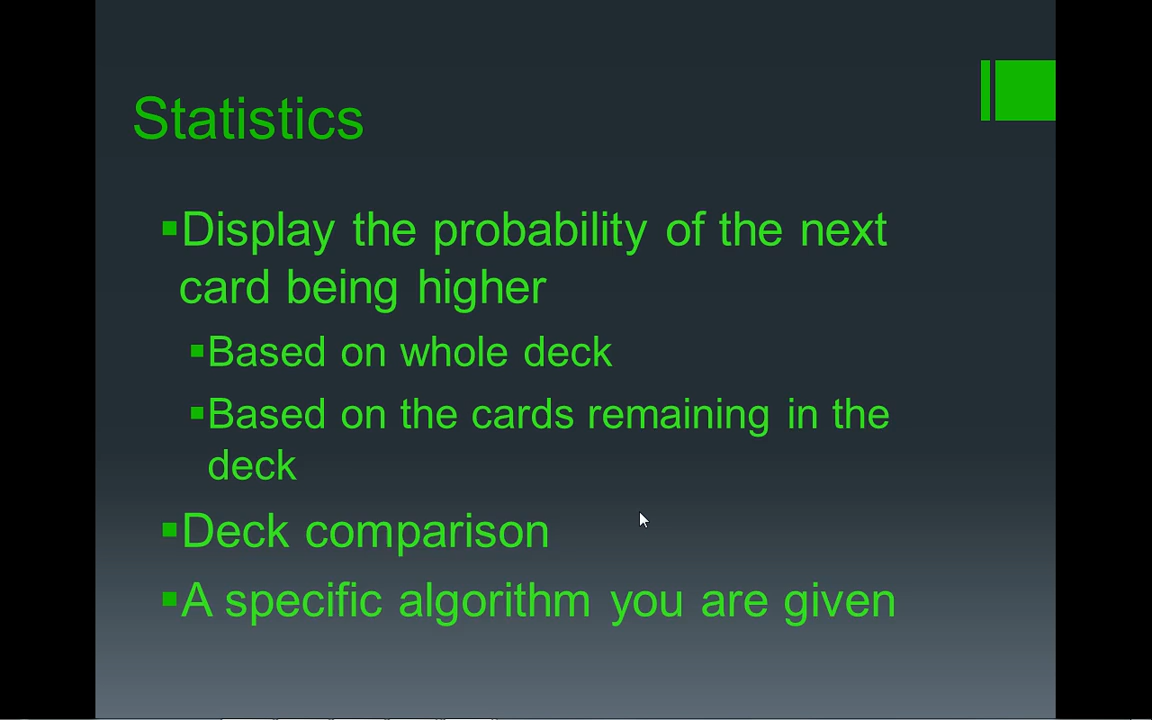 Statistics
▪Display the probability of the next
card being higher
▪Based on whole deck
▪Based on the cards remaining in the
deck
▪Deck comparison
▪A specific algorithm you are given